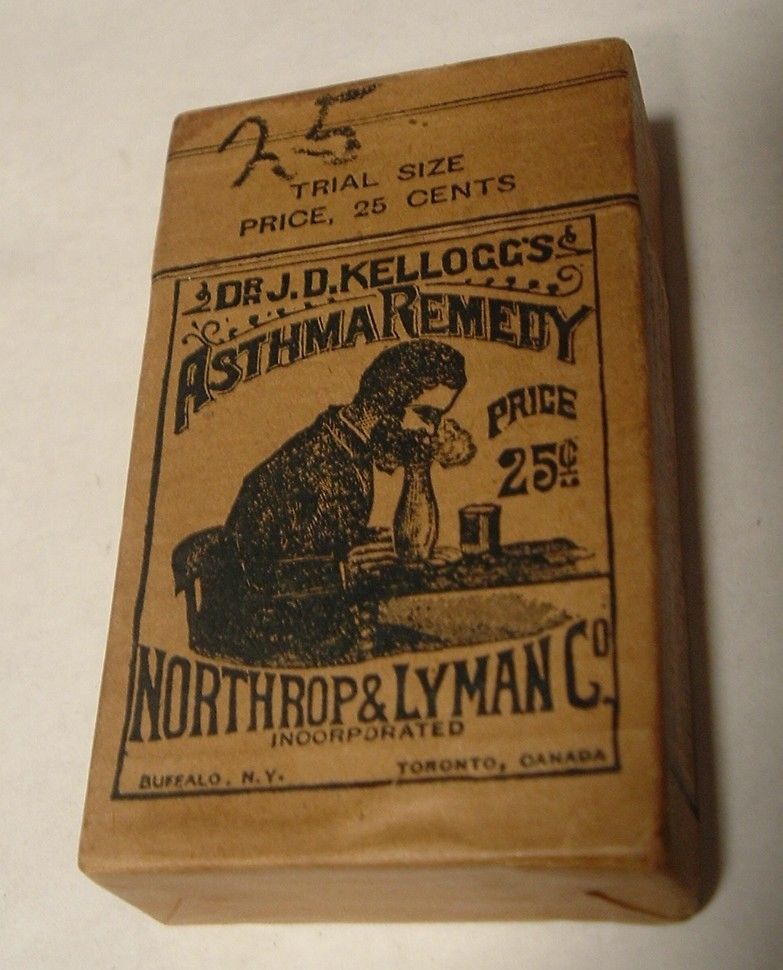 25
TRIAL SIZE
PRICE, 25 CENTS
DR J. D. KELLOGG'S
ASTHMA REMEDY
PRICE
25¢
NORTHROP & LYMAN CO.
INCORPORATED
BUFFALO, N.Y. TORONTO, CANADA